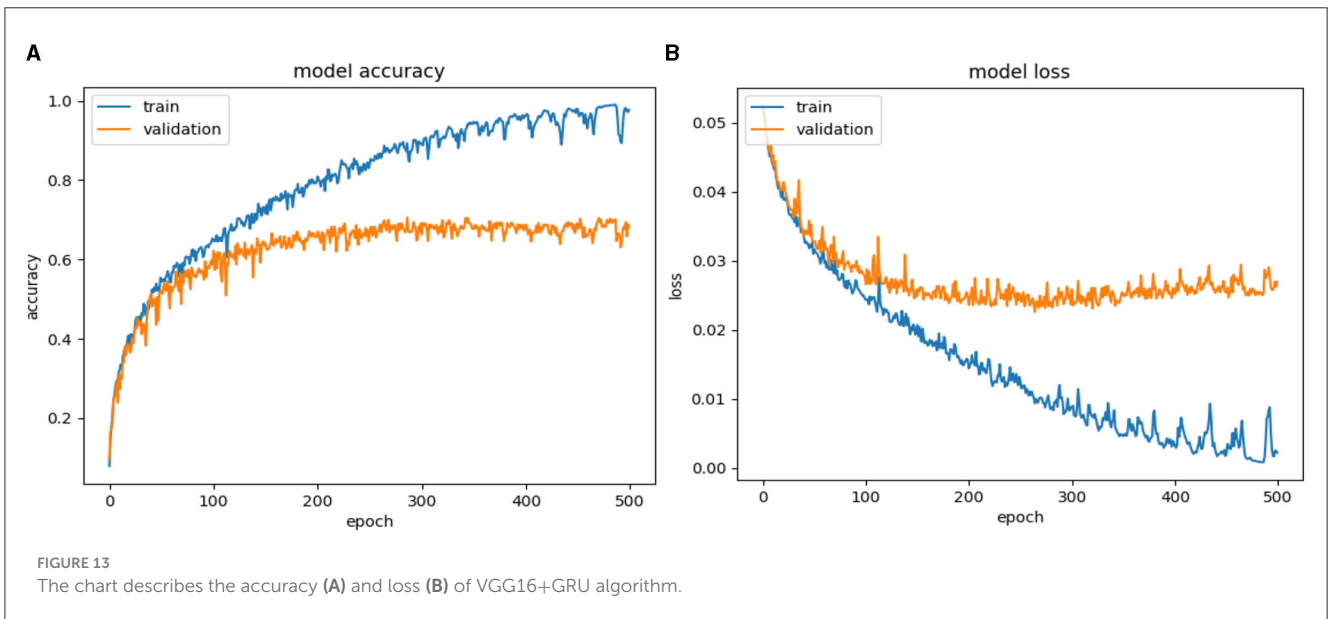 A
model accuracy
train
validation
1.0
0.8
0.6
0.4
0.2
accuracy
0 100 200 300 400 500
epoch
B
model loss
train
validation
0.05
0.04
0.03
0.02
0.01
0.00
loss
0 100 200 300 400 500
epoch
FIGURE 13
The chart describes the accuracy (A) and loss (B) of VGG16+GRU algorithm.